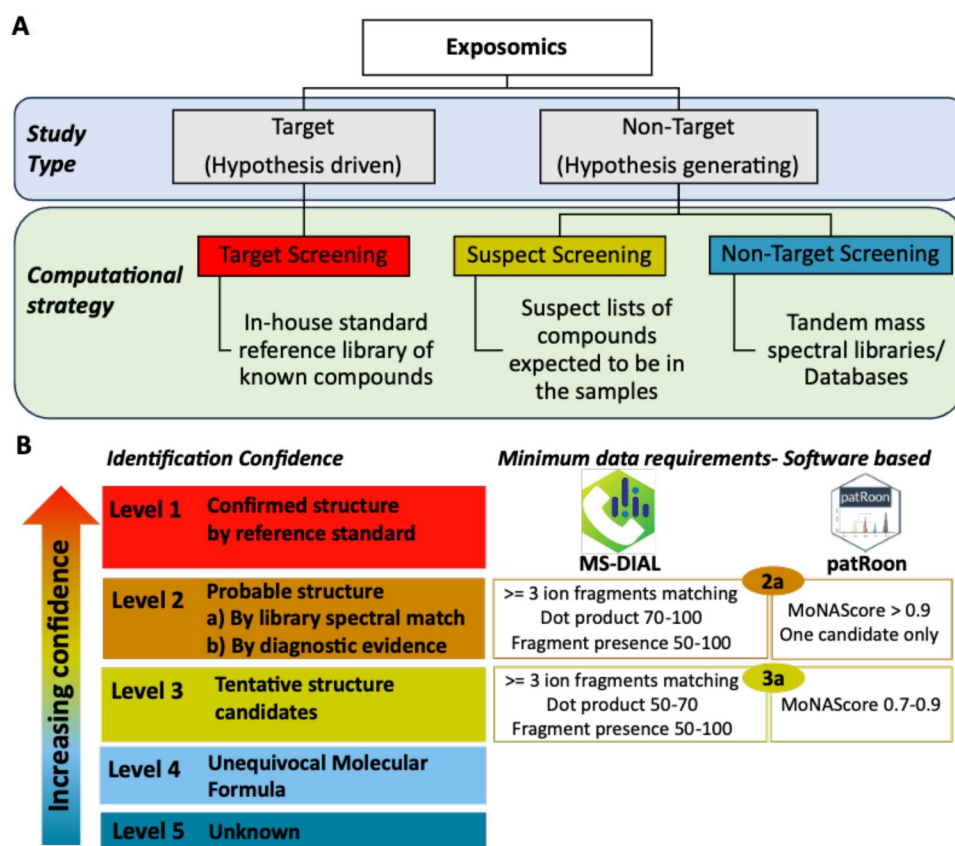 A
Exposomics
Study
Type
Target
(Hypothesis driven)
Non-Target
(Hypothesis generating)
Computational
strategy
Target Screening
Suspect Screening
Non-Target Screening
In-house standard
reference library of
known compounds
Suspect lists of
compounds
expected to be in
the samples
Tandem mass
spectral libraries/
Databases
B
Identification Confidence
Minimum data requirements- Software based
Increasing confidence
Level 1
Confirmed structure
by reference standard
MS-DIAL
patRoon
patRoon
Level 2
Probable structure
a) By library spectral match
b) By diagnostic evidence
2a
>= 3 ion fragments matching
Dot product 70-100
Fragment presence 50-100
MoNAScore > 0.9
One candidate only
Level 3
Tentative structure
candidates
3a
>= 3 ion fragments matching
Dot product 50-70
Fragment presence 50-100
MoNAScore 0.7-0.9
Level 4
Unequivocal Molecular
Formula
Level 5
Unknown